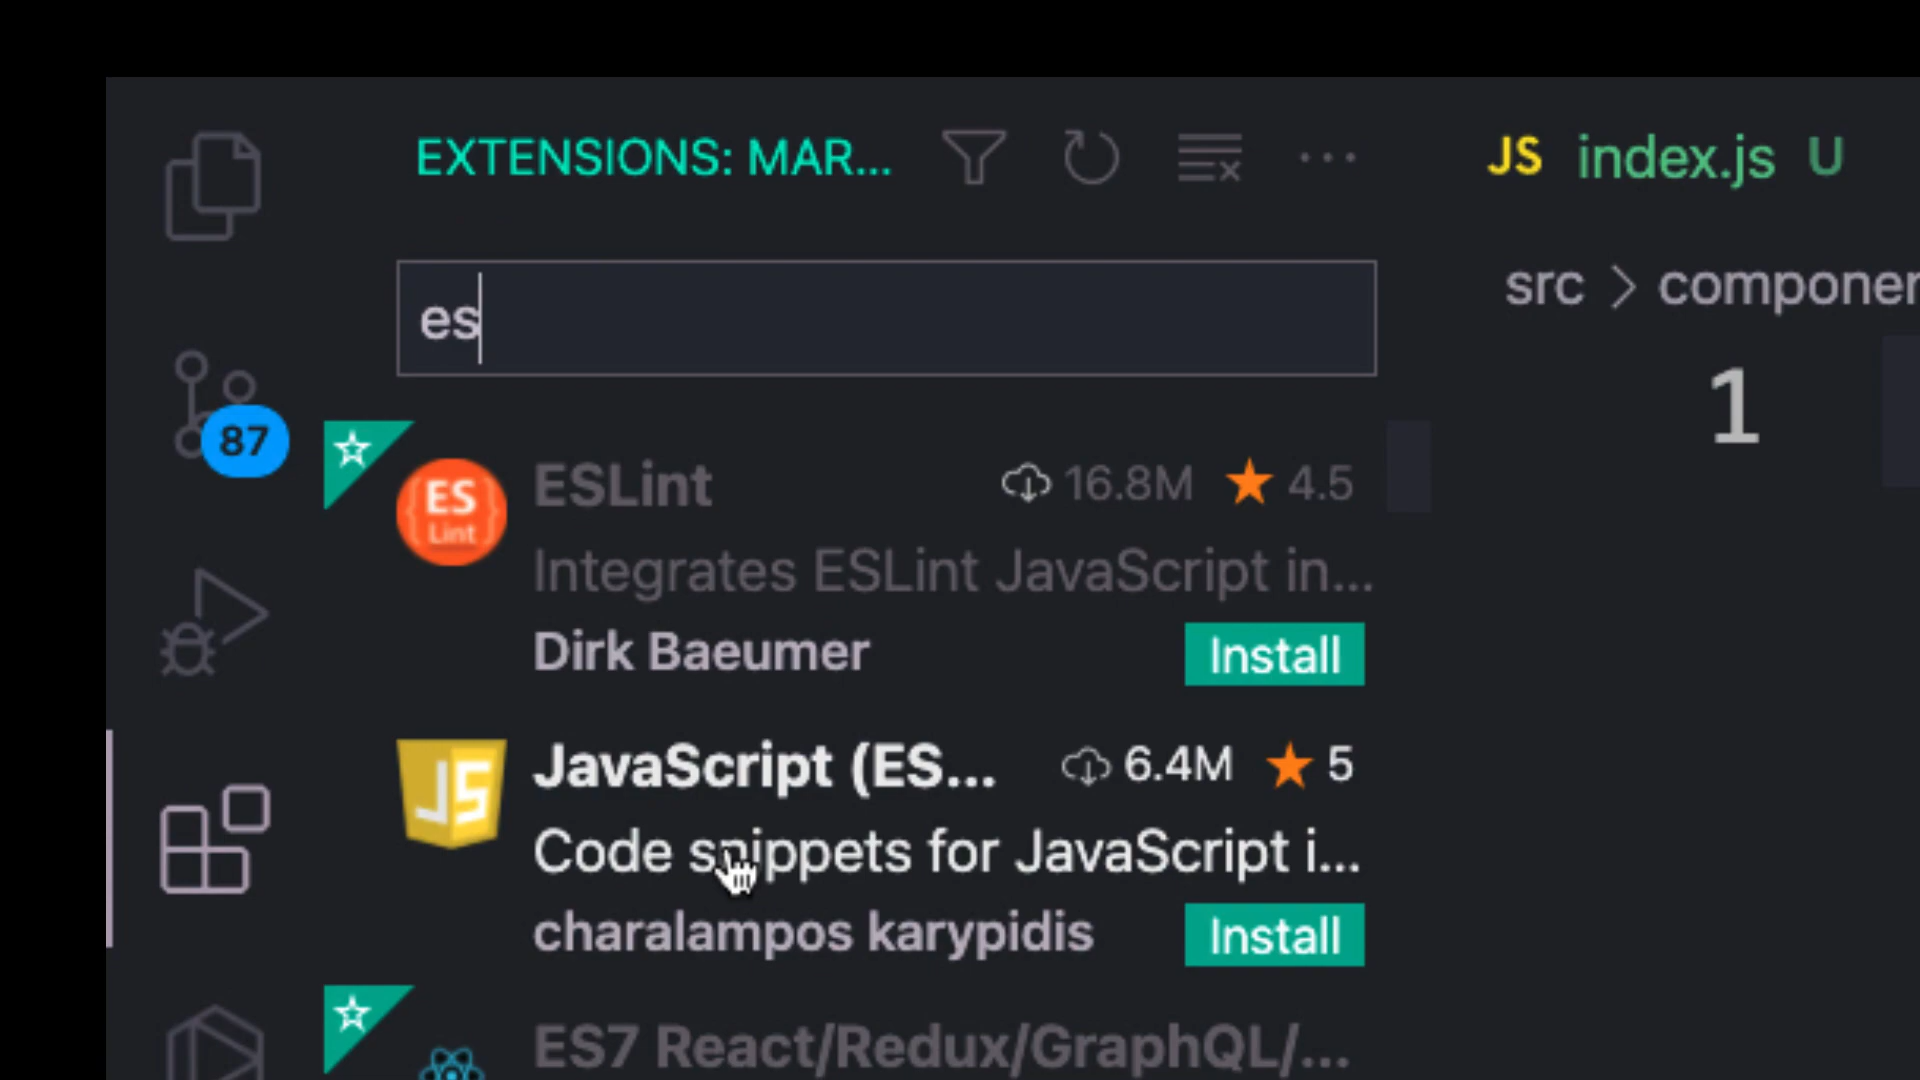 EXTENSIONS: MAR...
JS index.js U
es
src > componen
87
1
ES
Lint
ESLint 16.8M ★ 4.5
Integrates ESLint JavaScript in...
Dirk Baeumer Install
JS
JavaScript (ES... 6.4M ★ 5
Code snippets for JavaScript i...
charalampos karypidis Install
ES7 React/Redux/GraphQL/...